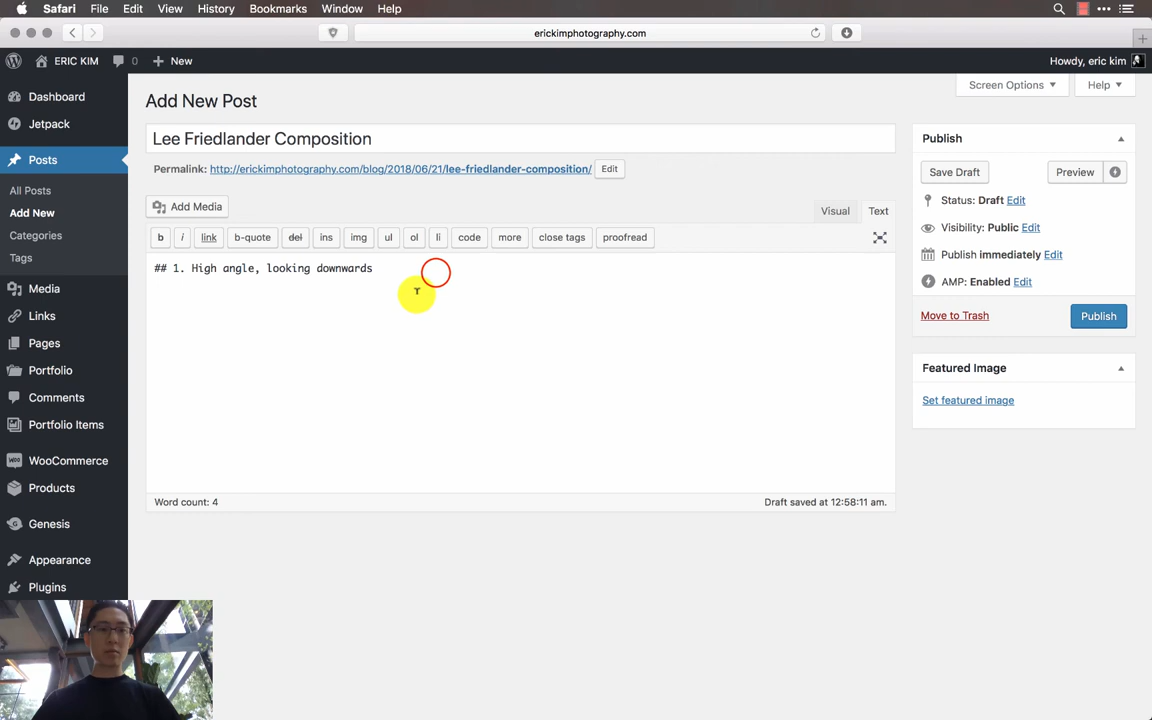 Safari File Edit View History Bookmarks Window Help
erickimphotography.com
ERIC KIM 0 New Howdy, eric kim
Screen Options Help
Dashboard
Jetpack
Posts
All Posts
Add New
Categories
Tags
Media
Links
Pages
Portfolio
Comments
Portfolio Items
WooCommerce
Products
Genesis
Appearance
Plugins
Add New Post
Lee Friedlander Composition
Permalink: http://erickimphotography.com/blog/2018/06/21/lee-friedlander-composition/ Edit
Add Media
Visual Text
b i link b-quote del ins img ul ol li code more close tags proofread
## 1. High angle, looking downwards
Word count: 4 Draft saved at 12:58:11 am.
Publish
Save Draft Preview
Status: Draft Edit
Visibility: Public Edit
Publish immediately Edit
AMP: Enabled Edit
Move to Trash Publish
Featured Image
Set featured image